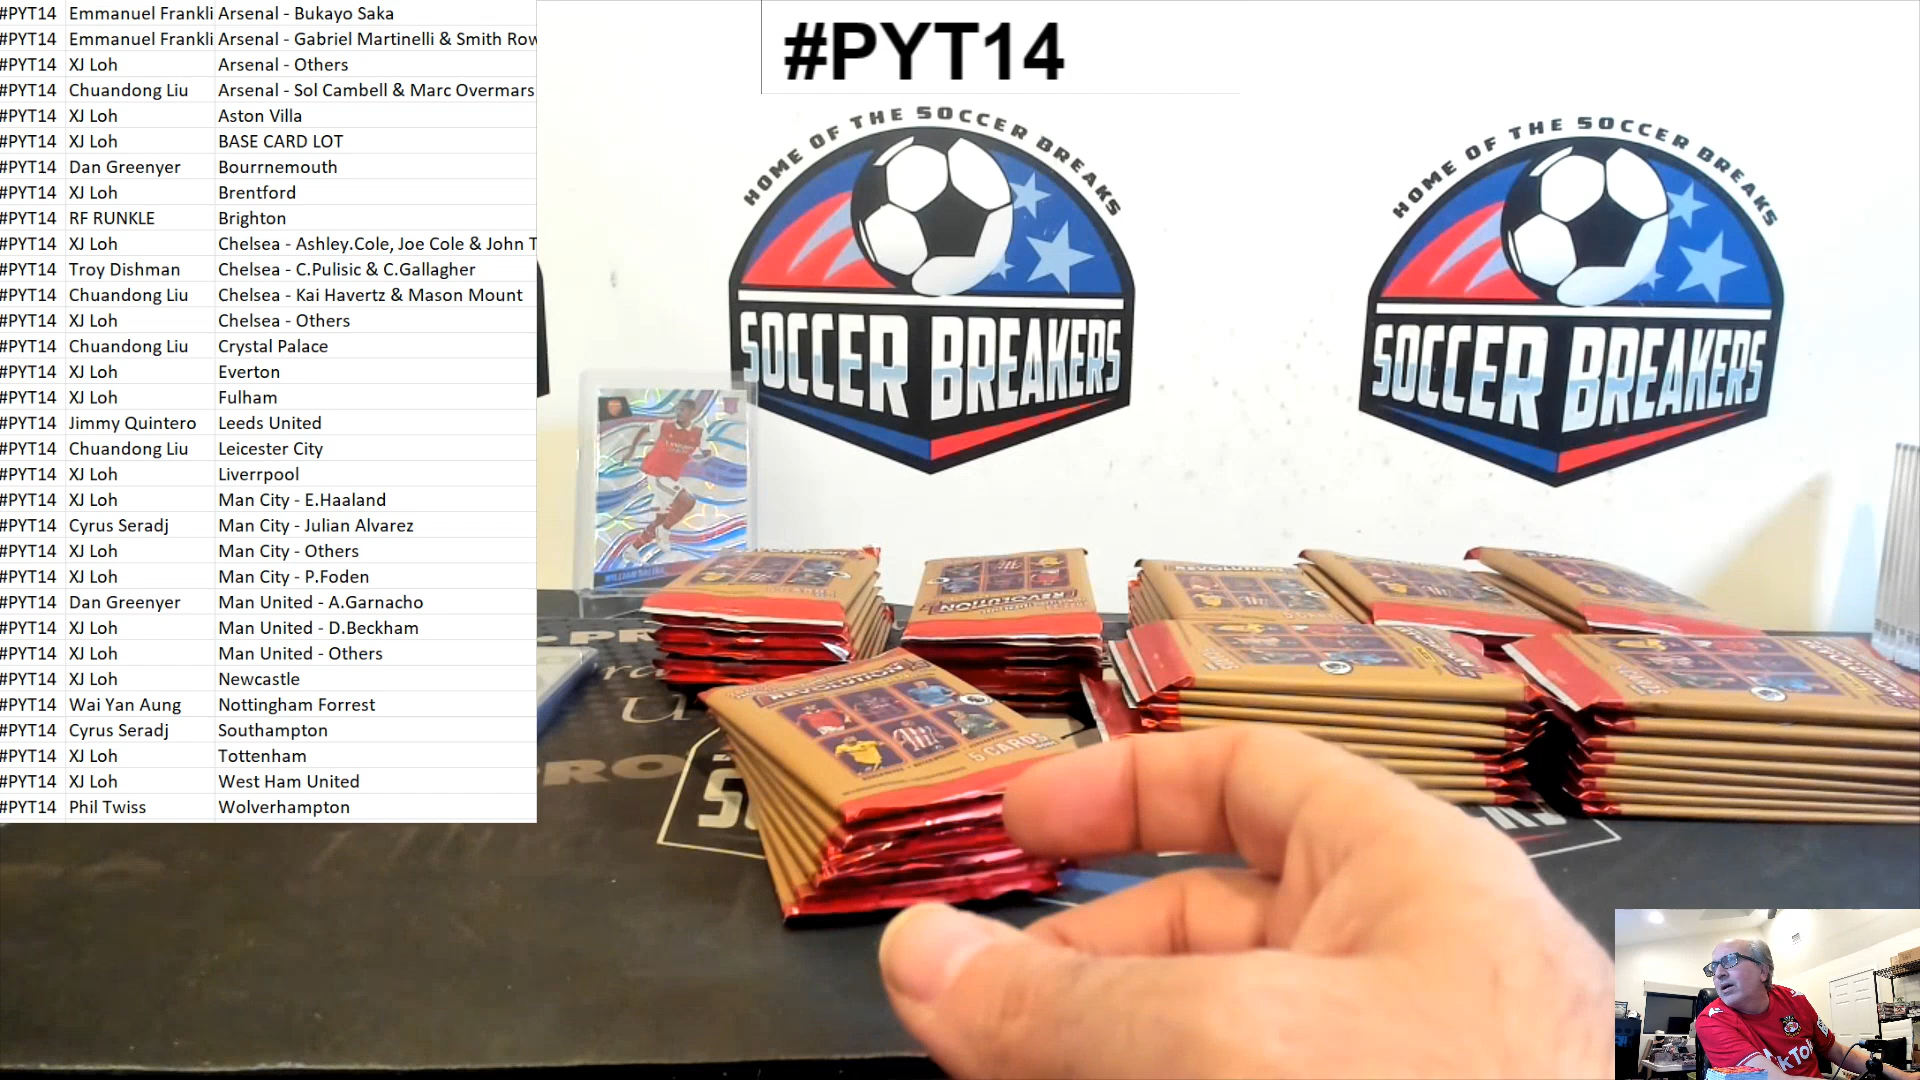 #PYT14 Emmanuel Frankli Arsenal - Bukayo Saka
#PYT14 Emmanuel Frankli Arsenal - Gabriel Martinelli & Smith Row
#PYT14 XJ Loh Arsenal - Others
#PYT14 Chuandong Liu Arsenal - Sol Cambell & Marc Overmars
#PYT14 XJ Loh Aston Villa
#PYT14 XJ Loh BASE CARD LOT
#PYT14 Dan Greenyer Bourrnemouth
#PYT14 XJ Loh Brentford
#PYT14 RF RUNKLE Brighton
#PYT14 XJ Loh Chelsea - Ashley.Cole, Joe Cole & John T
#PYT14 Troy Dishman Chelsea - C.Pulisic & C.Gallagher
#PYT14 Chuandong Liu Chelsea - Kai Havertz & Mason Mount
#PYT14 XJ Loh Chelsea - Others
#PYT14 Chuandong Liu Crystal Palace
#PYT14 XJ Loh Everton
#PYT14 XJ Loh Fulham
#PYT14 Jimmy Quintero Leeds United
#PYT14 Chuandong Liu Leicester City
#PYT14 XJ Loh Liverrpool
#PYT14 XJ Loh Man City - E.Haaland
#PYT14 Cyrus Seradj Man City - Julian Alvarez
#PYT14 XJ Loh Man City - Others
#PYT14 XJ Loh Man City - P.Foden
#PYT14 Dan Greenyer Man United - A.Garnacho
#PYT14 XJ Loh Man United - D.Beckham
#PYT14 XJ Loh Man United - Others
#PYT14 XJ Loh Newcastle
#PYT14 Wai Yan Aung Nottingham Forrest
#PYT14 Cyrus Seradj Southampton
#PYT14 XJ Loh Tottenham
#PYT14 XJ Loh West Ham United
#PYT14 Phil Twiss Wolverhampton
#PYT14
HOME OF THE SOCCER BREAKS
SOCCER BREAKERS
HOME OF THE SOCCER BREAKS
SOCCER BREAKERS
REVOLUTION
REVOLUTION
REVOLUTION
5 CARDS